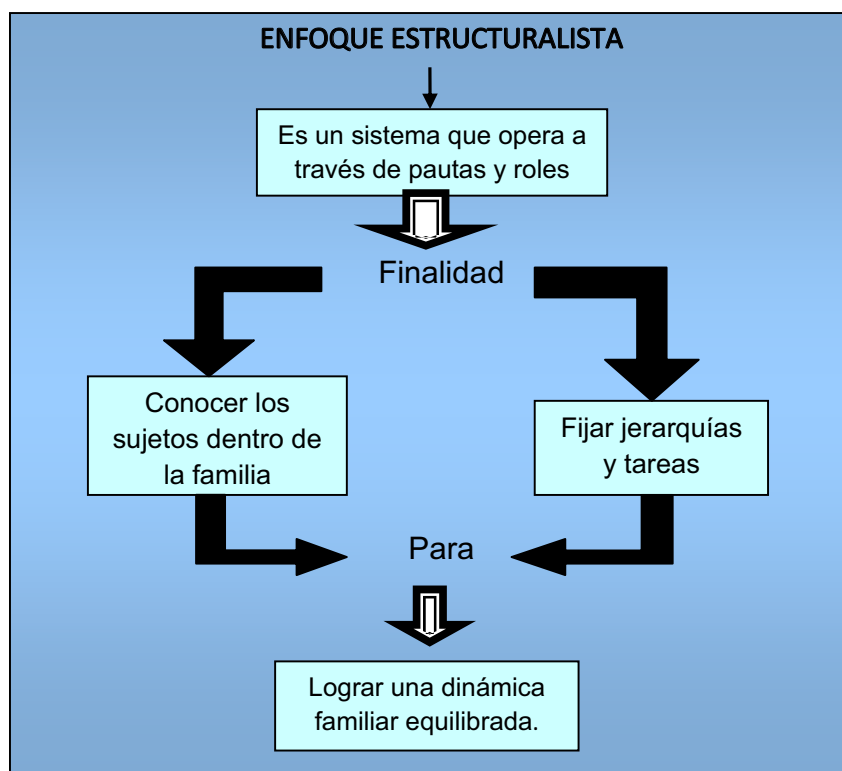 ENFOQUE ESTRUCTURALISTA
Es un sistema que opera a
través de pautas y roles
Finalidad
Conocer los
sujetos dentro de
la familia
Fijar jerarquías
y tareas
Para
Lograr una dinámica
familiar equilibrada.